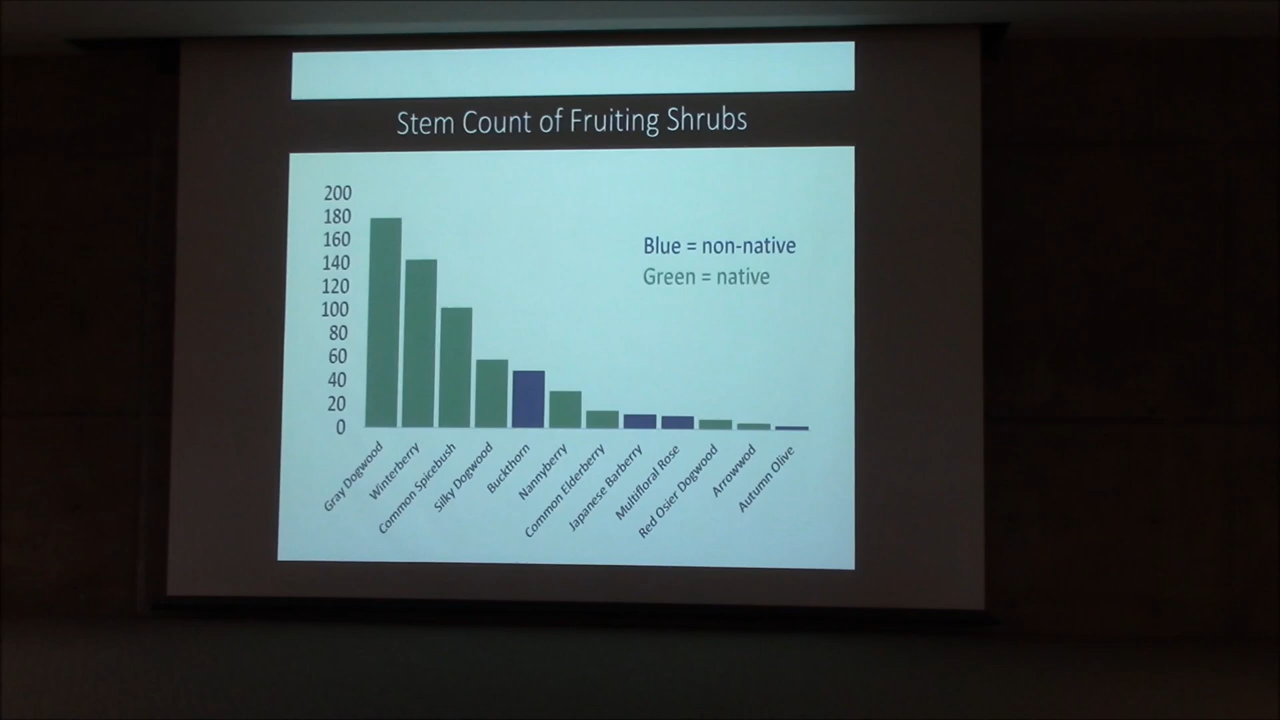 Stem Count of Fruiting Shrubs
200
180
160
140
120
100
80
60
40
20
0
Blue = non-native
Green = native
Gray Dogwood
Winterberry
Common Spicebush
Silky Dogwood
Buckthorn
Nannyberry
Common Elderberry
Japanese Barberry
Multifloral Rose
Red Osier Dogwood
Arrowwod
Autumn Olive